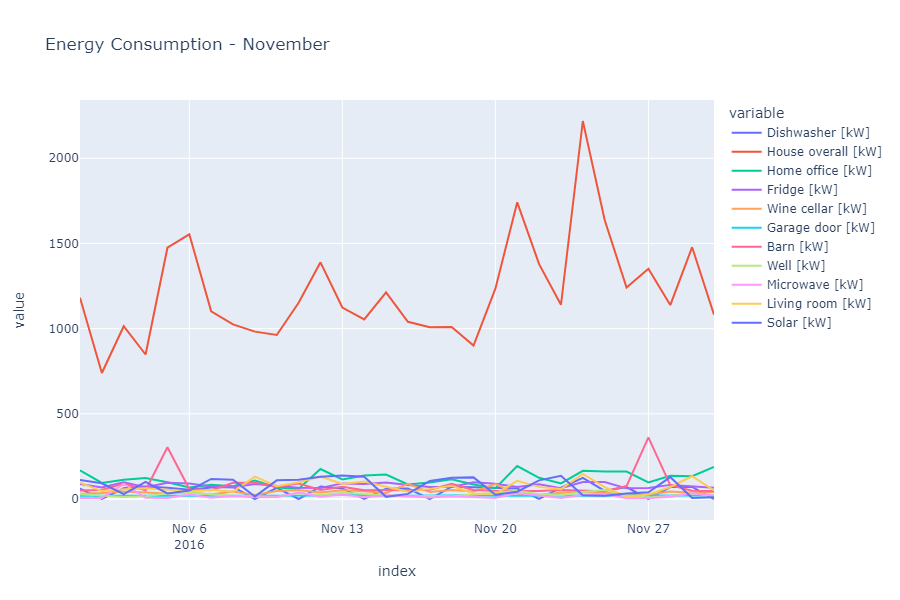 Energy Consumption - November
variable
Dishwasher [kW]
House overall [kW]
Home office [kW]
Fridge [kW]
Wine cellar [kW]
Garage door [kW]
Barn [kW]
Well [kW]
Microwave [kW]
Living room [kW]
Solar [kW]
value
2000
1500
1000
500
0
Nov 6
2016
Nov 13
Nov 20
Nov 27
index